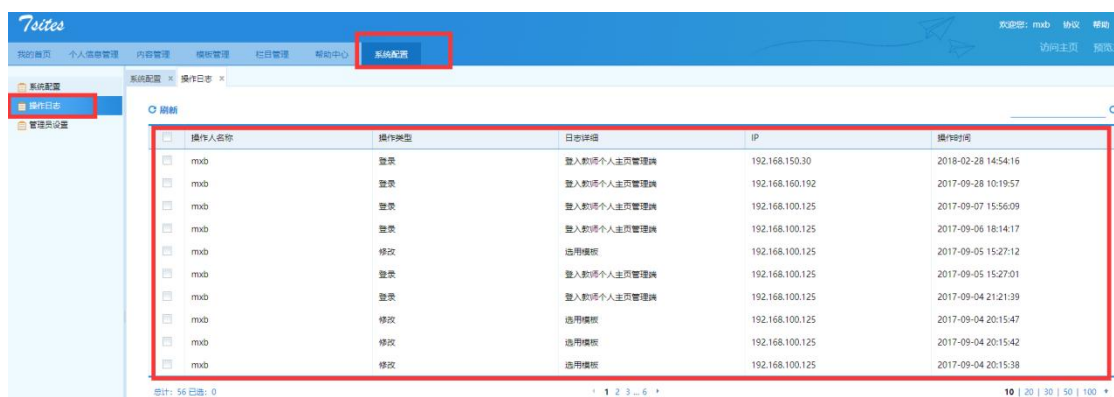 Tsites
欢迎您: mxb 协议 帮助
访问主页 预览
我的首页 个人信息管理 内容管理 模板管理 栏目管理 帮助中心 系统配置
系统配置 × 操作日志 ×
系统配置
操作日志
管理员设置
刷新
操作人名称 操作类型 日志详细 IP 操作时间
mxb 登录 登入教师个人主页管理端 192.168.150.30 2018-02-28 14:54:16
mxb 登录 登入教师个人主页管理端 192.168.160.192 2017-09-28 10:19:57
mxb 登录 登入教师个人主页管理端 192.168.100.125 2017-09-07 15:56:09
mxb 登录 登入教师个人主页管理端 192.168.100.125 2017-09-06 18:14:17
mxb 修改 选用模板 192.168.100.125 2017-09-05 15:27:12
mxb 登录 登入教师个人主页管理端 192.168.100.125 2017-09-05 15:27:01
mxb 登录 登入教师个人主页管理端 192.168.100.125 2017-09-04 21:21:39
mxb 修改 选用模板 192.168.100.125 2017-09-04 20:15:47
mxb 修改 选用模板 192.168.100.125 2017-09-04 20:15:42
mxb 修改 选用模板 192.168.100.125 2017-09-04 20:15:38
总计: 56 已选: 0 1 2 3 ... 6 10 | 20 | 30 | 50 | 100